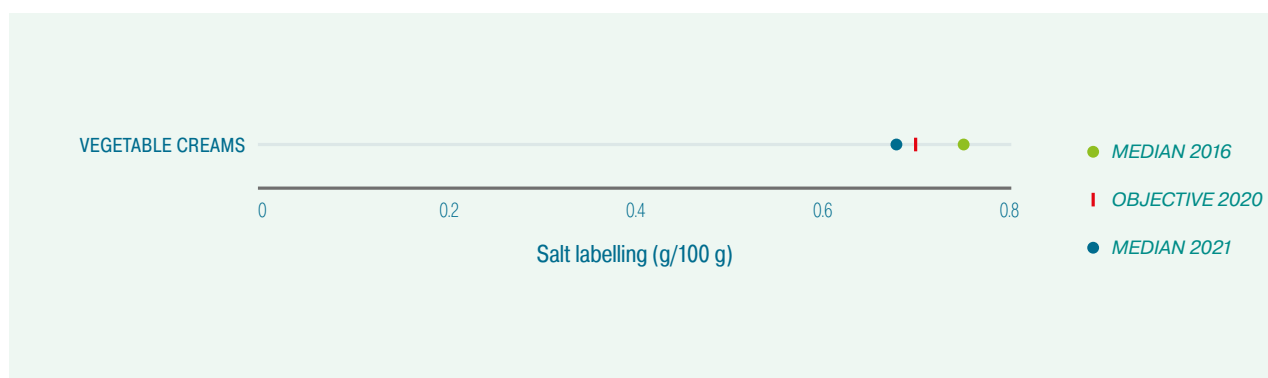 VEGETABLE CREAMS
0 0.2 0.4 0.6 0.8
Salt labelling (g/100 g)
MEDIAN 2016
OBJECTIVE 2020
MEDIAN 2021